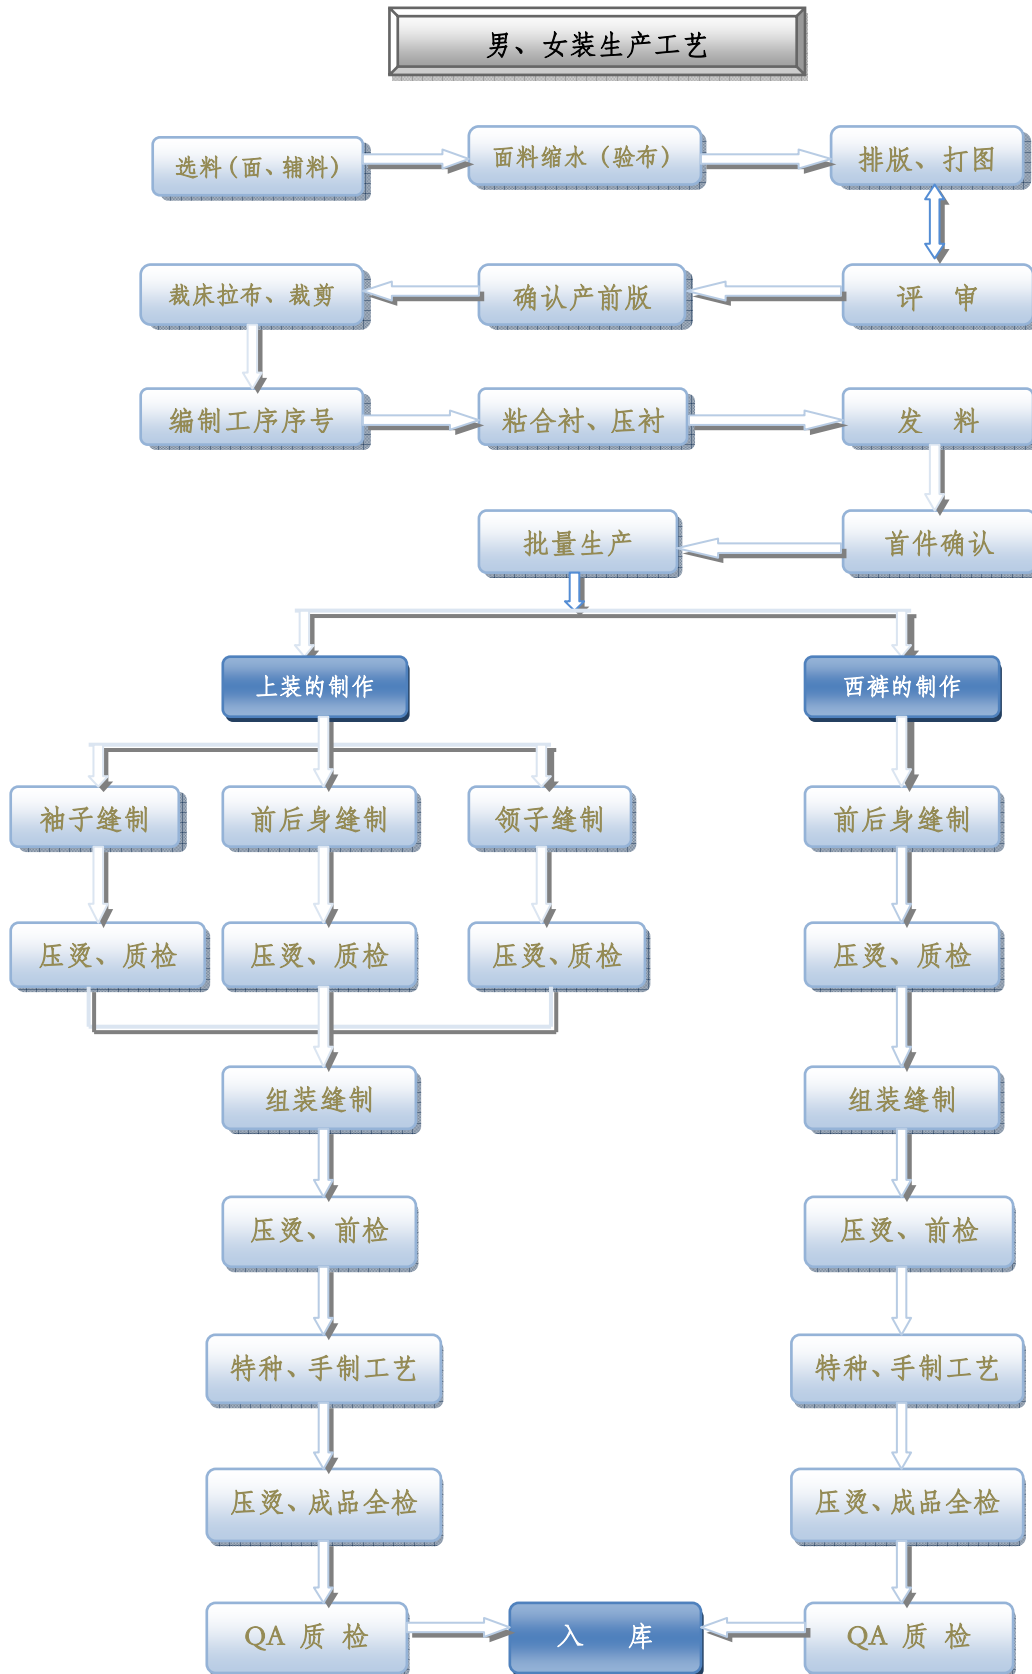 男、女装生产工艺
选料（面、辅料）
面料缩水（验布）
排版、打图
裁床拉布、裁剪
确认产前版
评 审
编制工序序号
粘合衬、压衬
发 料
批量生产
首件确认
上装的制作
西裤的制作
袖子缝制
前后身缝制
领子缝制
前后身缝制
压烫、质检
压烫、质检
压烫、质检
压烫、质检
组装缝制
组装缝制
压烫、前检
压烫、前检
特种、手制工艺
特种、手制工艺
压烫、成品全检
压烫、成品全检
QA 质 检
入 库
QA 质 检